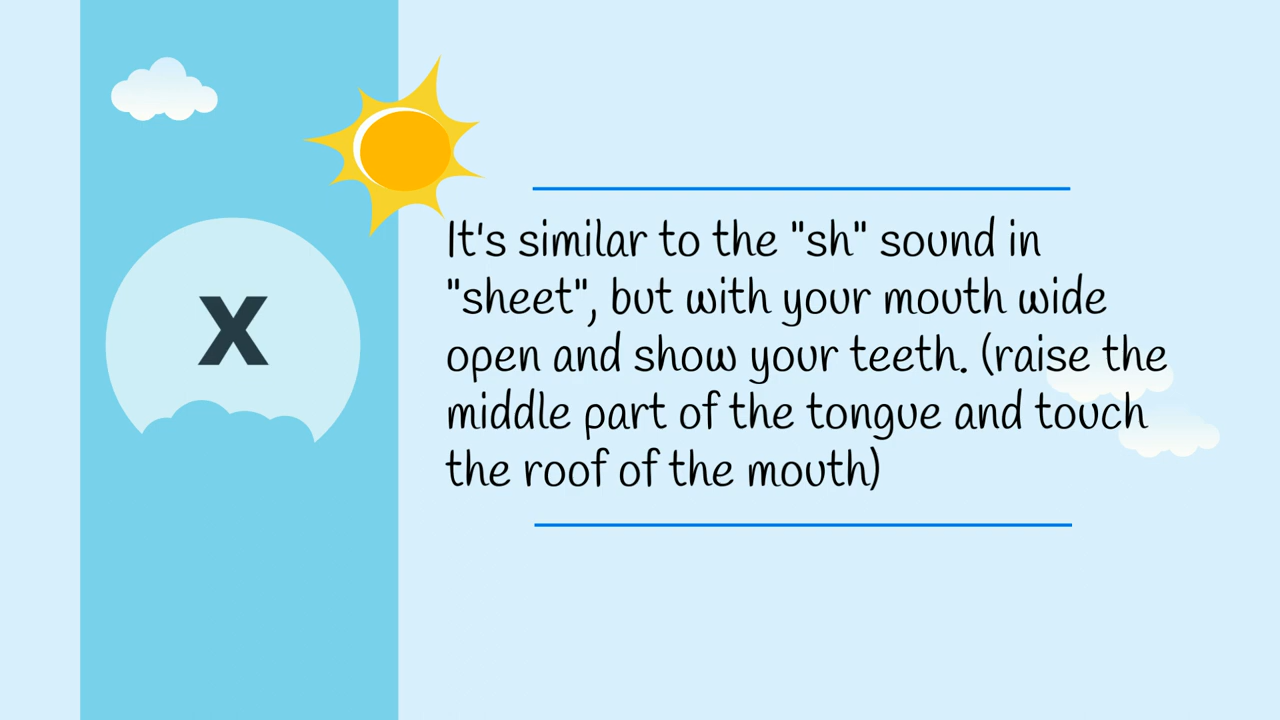 x
It's similar to the "sh" sound in
"sheet", but with your mouth wide
open and show your teeth. (raise the
middle part of the tongue and touch
the roof of the mouth)